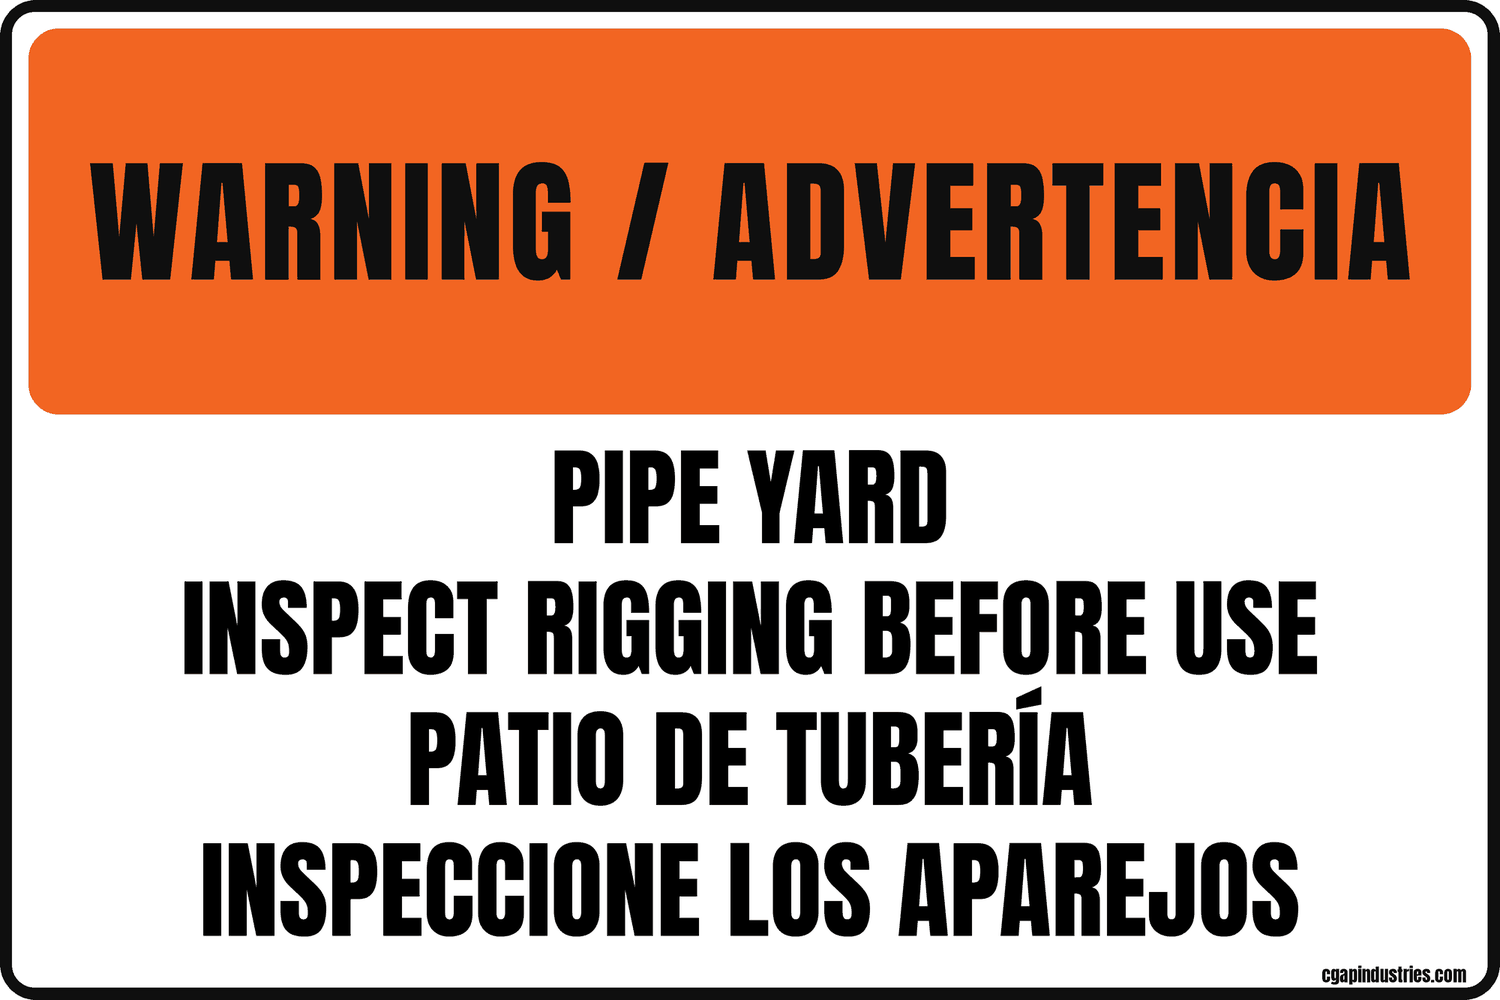 WARNING / ADVERTENCIA
PIPE YARD
INSPECT RIGGING BEFORE USE
PATIO DE TUBERÍA
INSPECCIONE LOS APAREJOS
cgapindustries.com